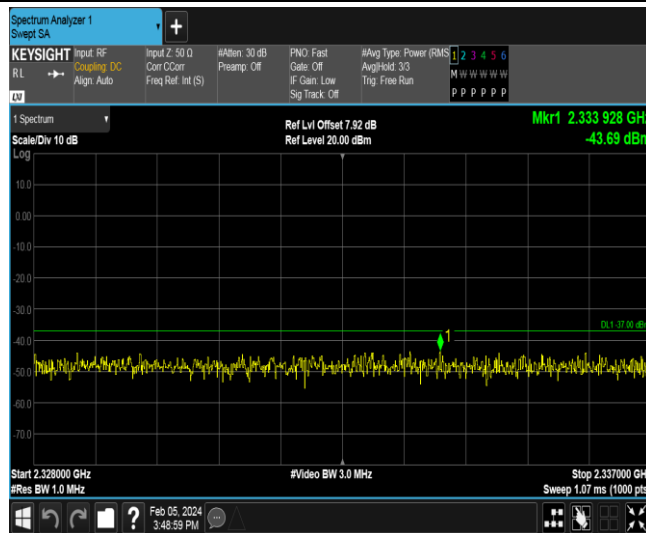 Spectrum Analyzer 1
Swept SA
+
KEYSIGHT
RL
LXI
Input: RF
Coupling: DC
Align: Auto
Input Z: 50 Ω
Corr CCorr
Freq Ref: Int (S)
#Atten: 30 dB
Preamp: Off
PNO: Fast
Gate: Off
IF Gain: Low
Sig Track: Off
#Avg Type: Power (RMS
Avg|Hold: 3/3
Trig: Free Run
1 2 3 4 5 6
M W W W W W
P P P P P P
1 Spectrum
Scale/Div 10 dB
Log
Ref Lvl Offset 7.92 dB
Ref Level 20.00 dBm
Mkr1 2.333 928 GHz
-43.69 dBm
10.0
0.00
-10.0
-20.0
-30.0
DL1 -37.00 dBm
-40.0
1
-50.0
-60.0
-70.0
Start 2.328000 GHz
#Res BW 1.0 MHz
#Video BW 3.0 MHz
Stop 2.337000 GHz
Sweep 1.07 ms (1000 pts)
?
Feb 05, 2024
3:48:59 PM